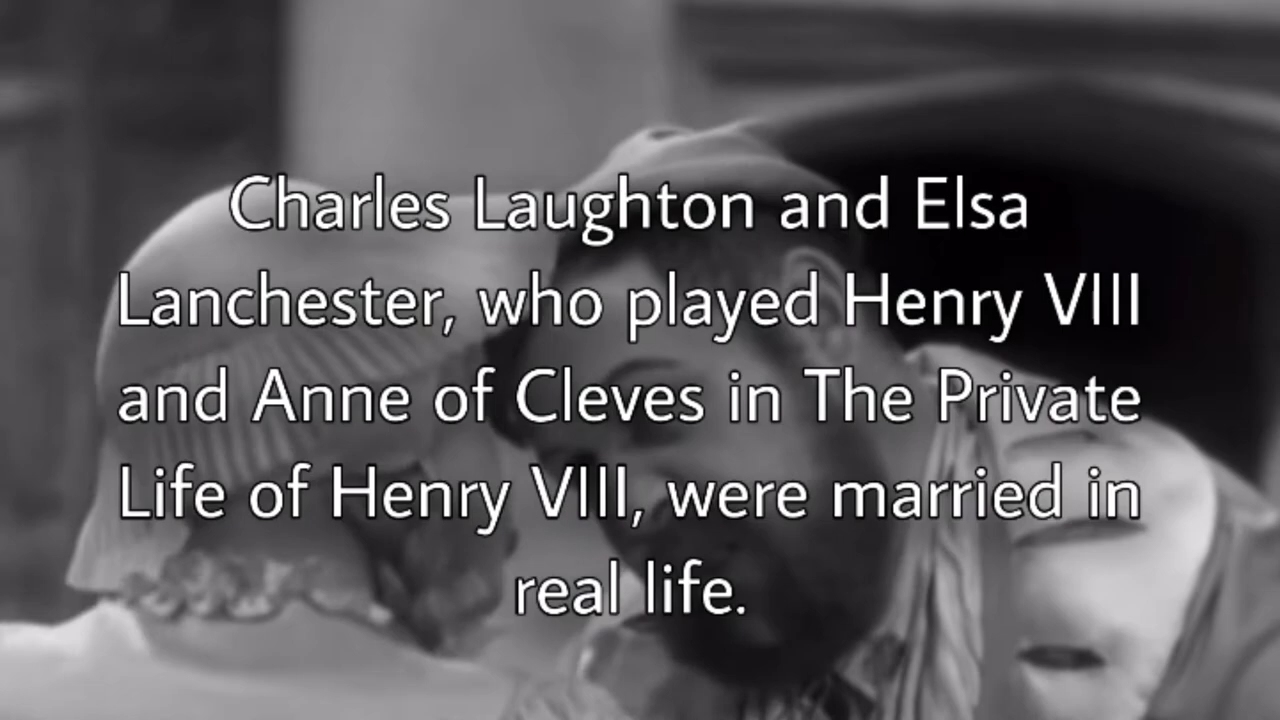 Charles Laughton and Elsa
Lanchester, who played Henry VIII
and Anne of Cleves in The Private
Life of Henry VIII, were married in
real life.